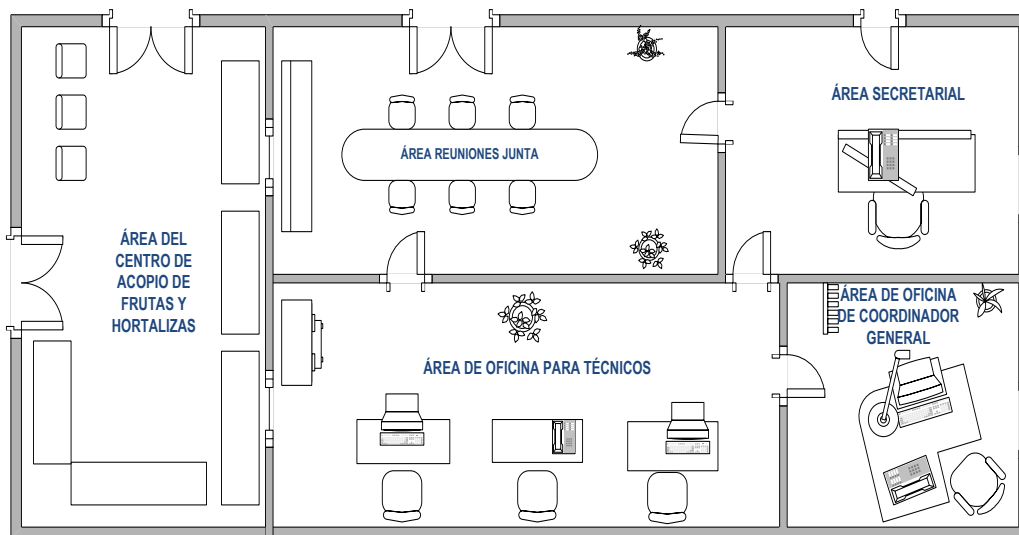 ÁREA SECRETARIAL
ÁREA REUNIONES JUNTA
ÁREA DEL
CENTRO DE
ACOPIO DE
FRUTAS Y
HORTALIZAS
ÁREA DE OFICINA
DE COORDINADOR
GENERAL
ÁREA DE OFICINA PARA TÉCNICOS